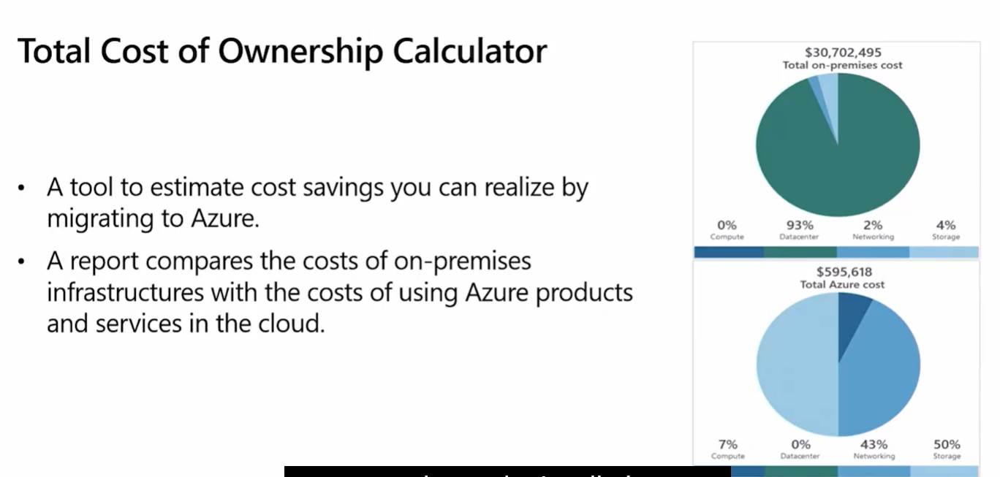 Total Cost of Ownership Calculator
• A tool to estimate cost savings you can realize by
migrating to Azure.
• A report compares the costs of on-premises
infrastructures with the costs of using Azure products
and services in the cloud.
$30,702,495
Total on-premises cost
0% 93% 2% 4%
Compute Datacenter Networking Storage
$595,618
Total Azure cost
7% 0% 43% 50%
Compute Datacenter Networking Storage